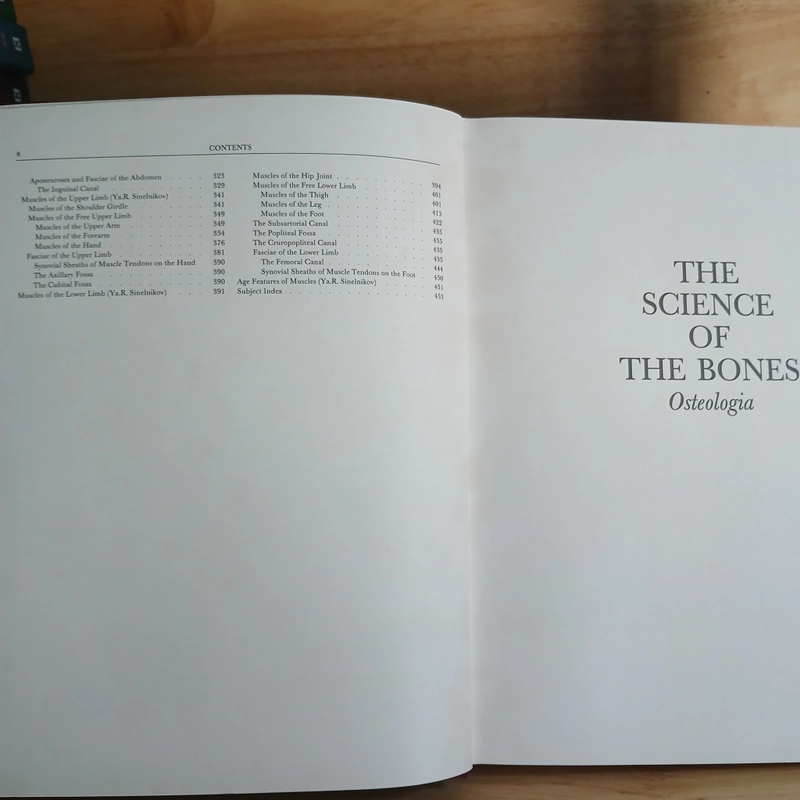 8
CONTENTS
Aponeuroses and Fasciae of the Abdomen . . . . . 323
The Inguinal Canal . . . . . 329
Muscles of the Upper Limb (Ya.R. Sinelnikov) . . . . . 341
Muscles of the Shoulder Girdle . . . . . 341
Muscles of the Free Upper Limb . . . . . 349
Muscles of the Upper Arm . . . . . 349
Muscles of the Forearm . . . . . 354
Muscles of the Hand . . . . . 376
Fasciae of the Upper Limb . . . . . 381
Synovial Sheaths of Muscle Tendons on the Hand 390
The Axillary Fossa . . . . . 390
The Cubital Fossa . . . . . 390
Muscles of the Lower Limb (Ya.R. Sinelnikov) . . . . . 391
Muscles of the Hip Joint . . . . . 394
Muscles of the Free Lower Limb . . . . . 401
Muscles of the Thigh . . . . . 401
Muscles of the Leg . . . . . 413
Muscles of the Foot . . . . . 422
The Subsartorial Canal . . . . . 435
The Popliteal Fossa . . . . . 435
The Cruropopliteal Canal . . . . . 435
Fasciae of the Lower Limb . . . . . 435
The Femoral Canal . . . . . 444
Synovial Sheaths of Muscle Tendons on the Foot 450
Age Features of Muscles (Ya.R. Sinelnikov) . . . . . 451
Subject Index . . . . . 453
THE
SCIENCE
OF
THE BONES
Osteologia